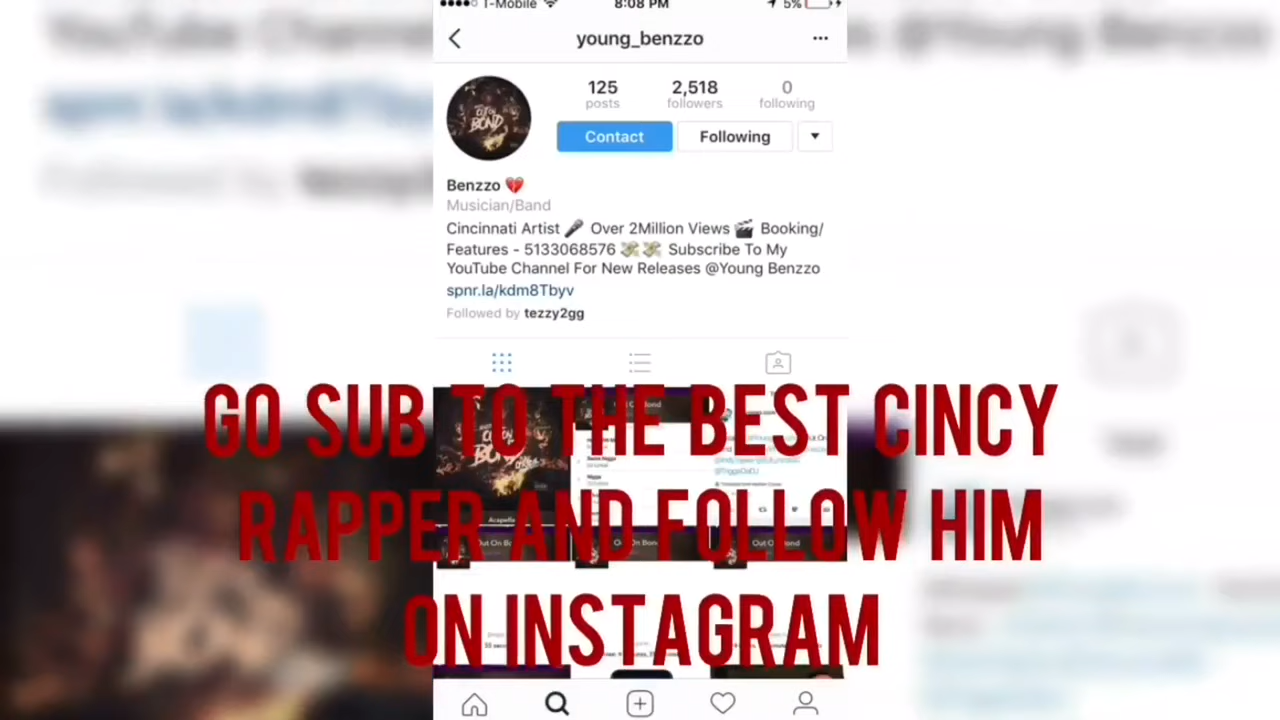 T-Mobile 8:08 PM 5%
young_benzzo
125 2,518 0
posts followers following
Contact Following
Benzzo
Musician/Band
Cincinnati Artist Over 2Million Views Booking/
Features - 5133068576 Subscribe To My
YouTube Channel For New Releases @Young Benzzo
spnr.la/kdm8Tbyv
Followed by tezzy2gg
GO SUB TO THE BEST CINCY
RAPPER AND FOLLOW HIM
ON INSTAGRAM